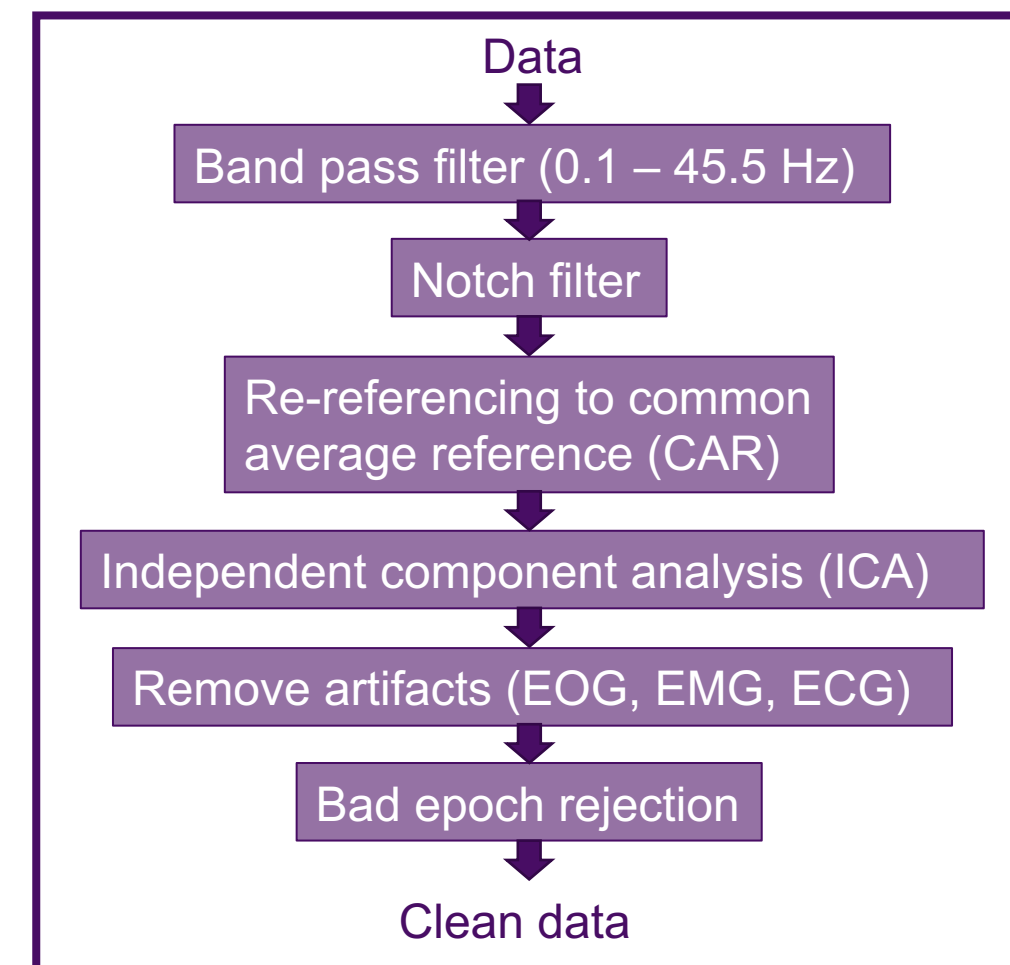 Data
Band pass filter (0.1 – 45.5 Hz)
Notch filter
Re-referencing to common
average reference (CAR)
Independent component analysis (ICA)
Remove artifacts (EOG, EMG, ECG)
Bad epoch rejection
Clean data